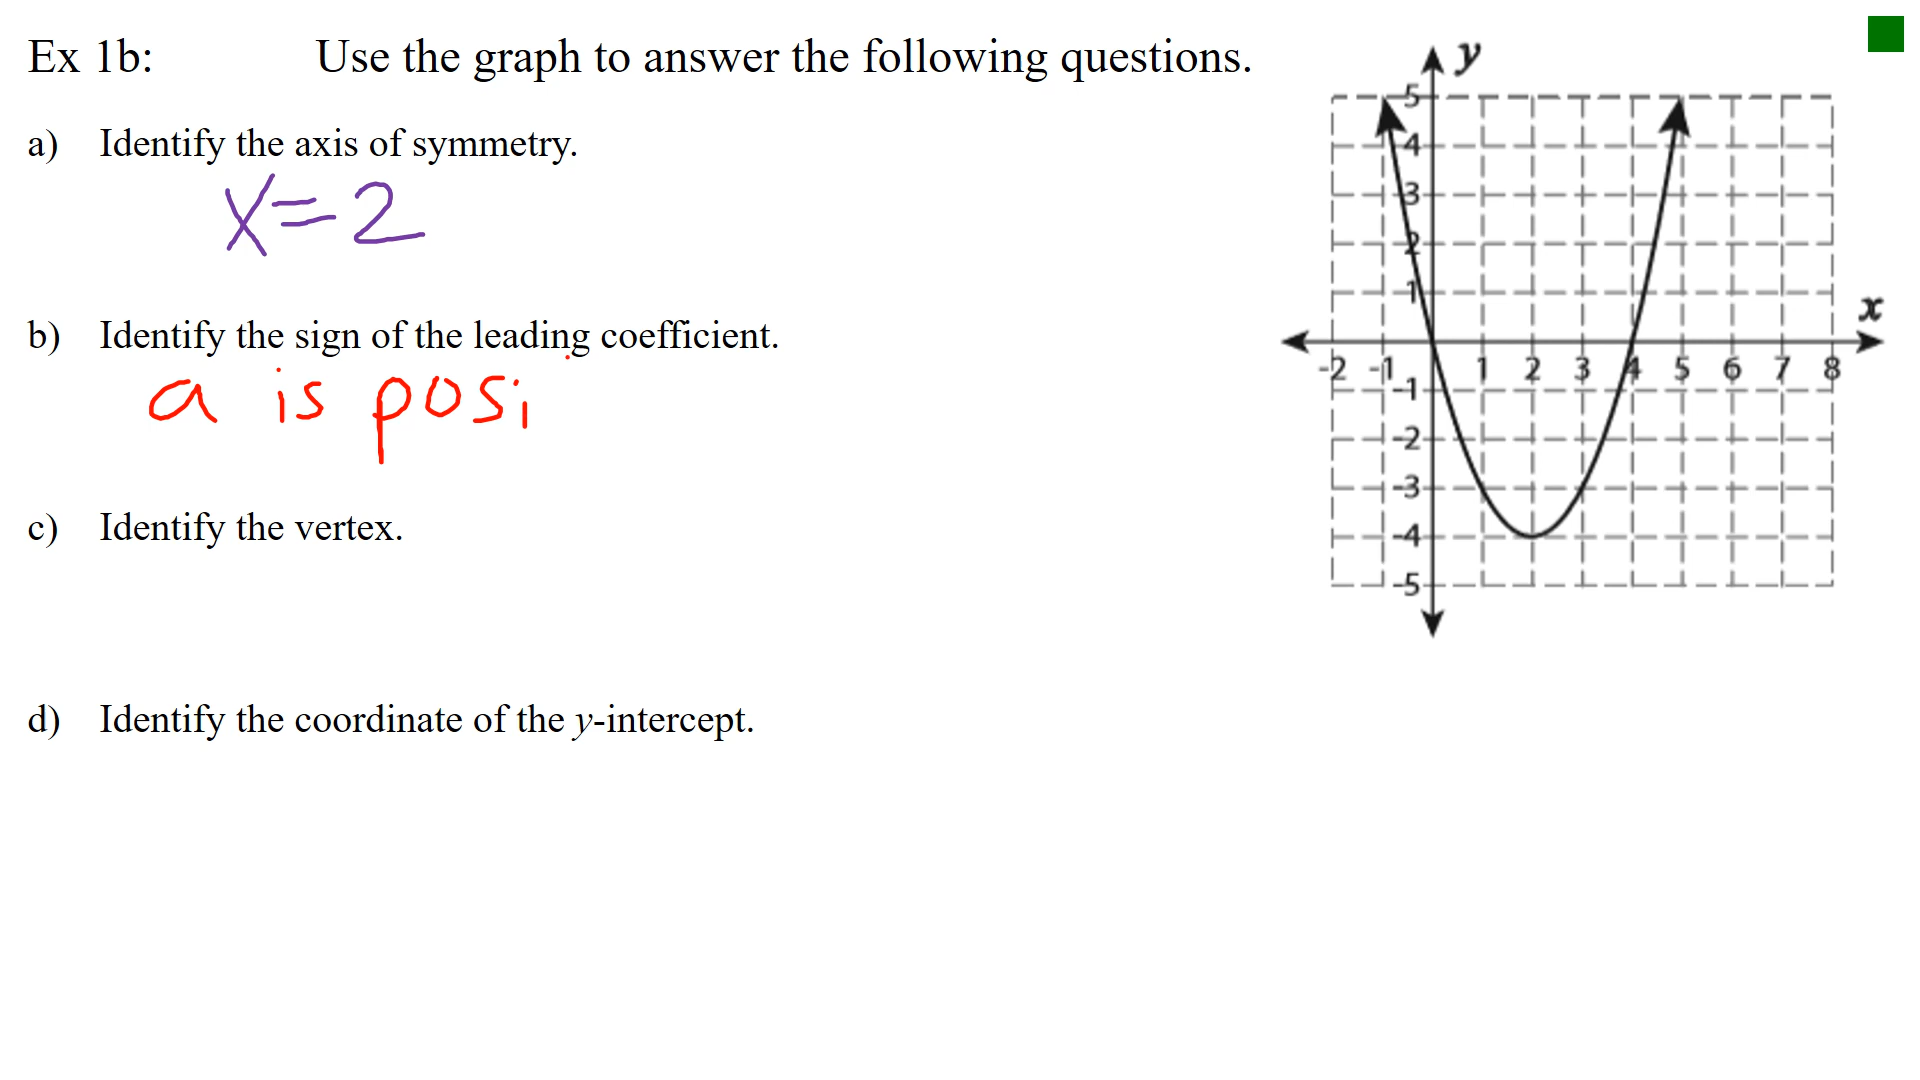 Ex 1b: Use the graph to answer the following questions.
a) Identify the axis of symmetry.
x=2
b) Identify the sign of the leading coefficient.
a is posi
c) Identify the vertex.
d) Identify the coordinate of the y-intercept.
y
5
4
3
2
1
x
-2 -1 1 2 3 4 5 6 7 8
-1
-2
-3
-4
-5